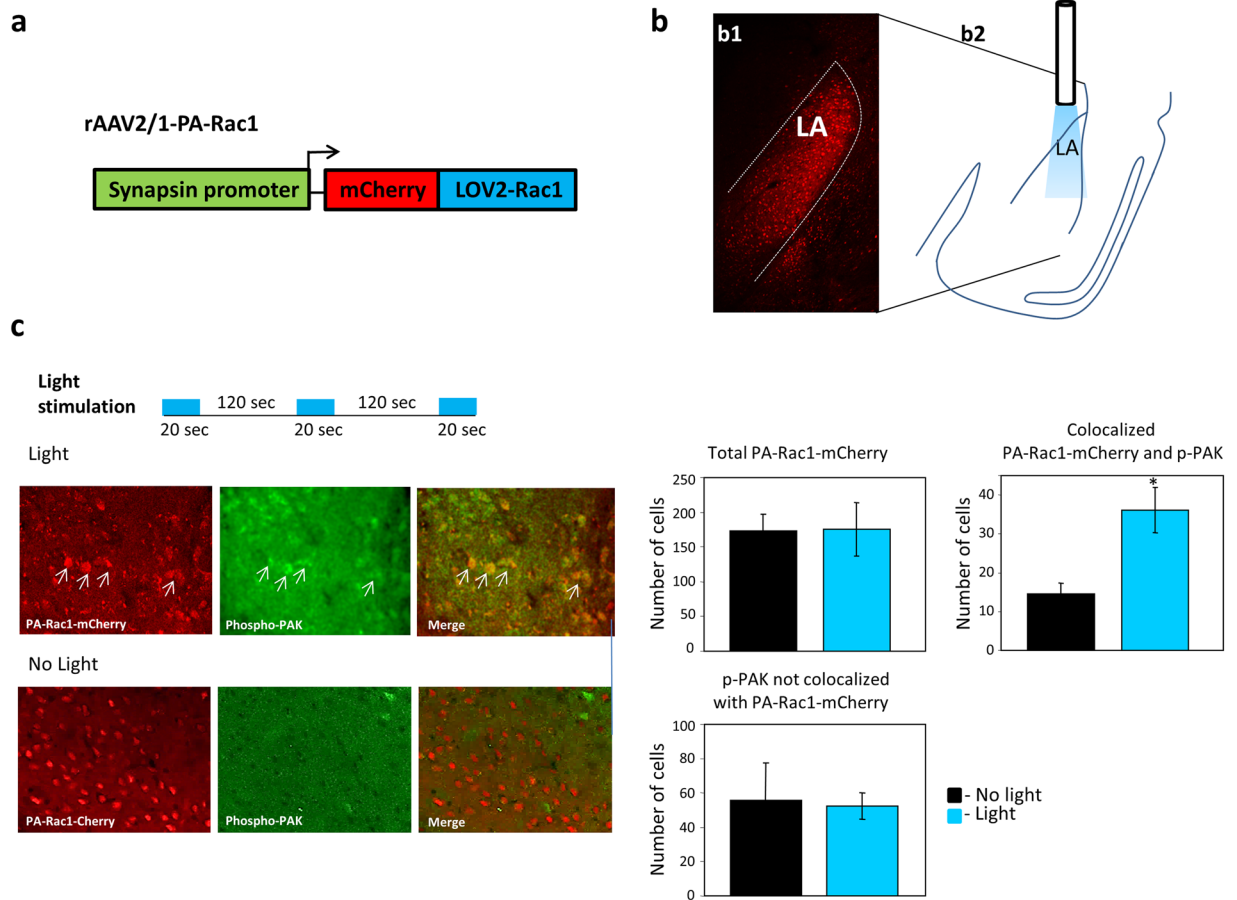 a
rAAV2/1-PA-Rac1
Synapsin promoter
mCherry
LOV2-Rac1
b
b1
LA
b2
LA
c
Light
stimulation
120 sec
120 sec
20 sec
20 sec
20 sec
Light
PA-Rac1-mCherry
Phospho-PAK
Merge
No Light
PA-Rac1-Cherry
Phospho-PAK
Merge
Total PA-Rac1-mCherry
Number of cells
250
200
150
100
50
0
Colocalized
PA-Rac1-mCherry and p-PAK
Number of cells
40
30
20
10
0
*
p-PAK not colocalized
with PA-Rac1-mCherry
Number of cells
100
80
60
40
20
0
- No light
- Light